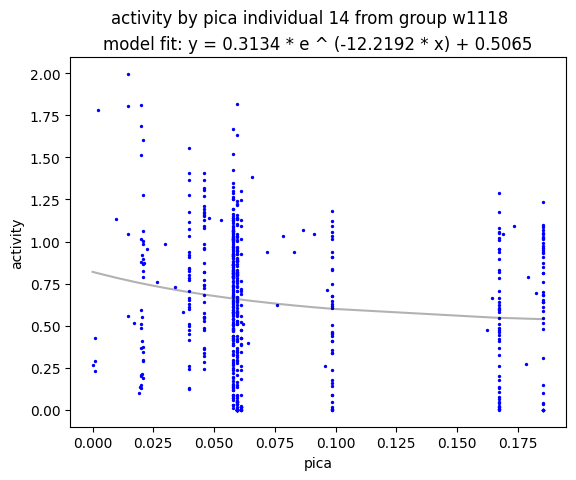 activity by pica individual 14 from group w1118
model fit: y = 0.3134 * e ^ (-12.2192 * x) + 0.5065
2.00
1.75
1.50
1.25
1.00
0.75
0.50
0.25
0.00
activity
0.000 0.025 0.050 0.075 0.100 0.125 0.150 0.175
pica